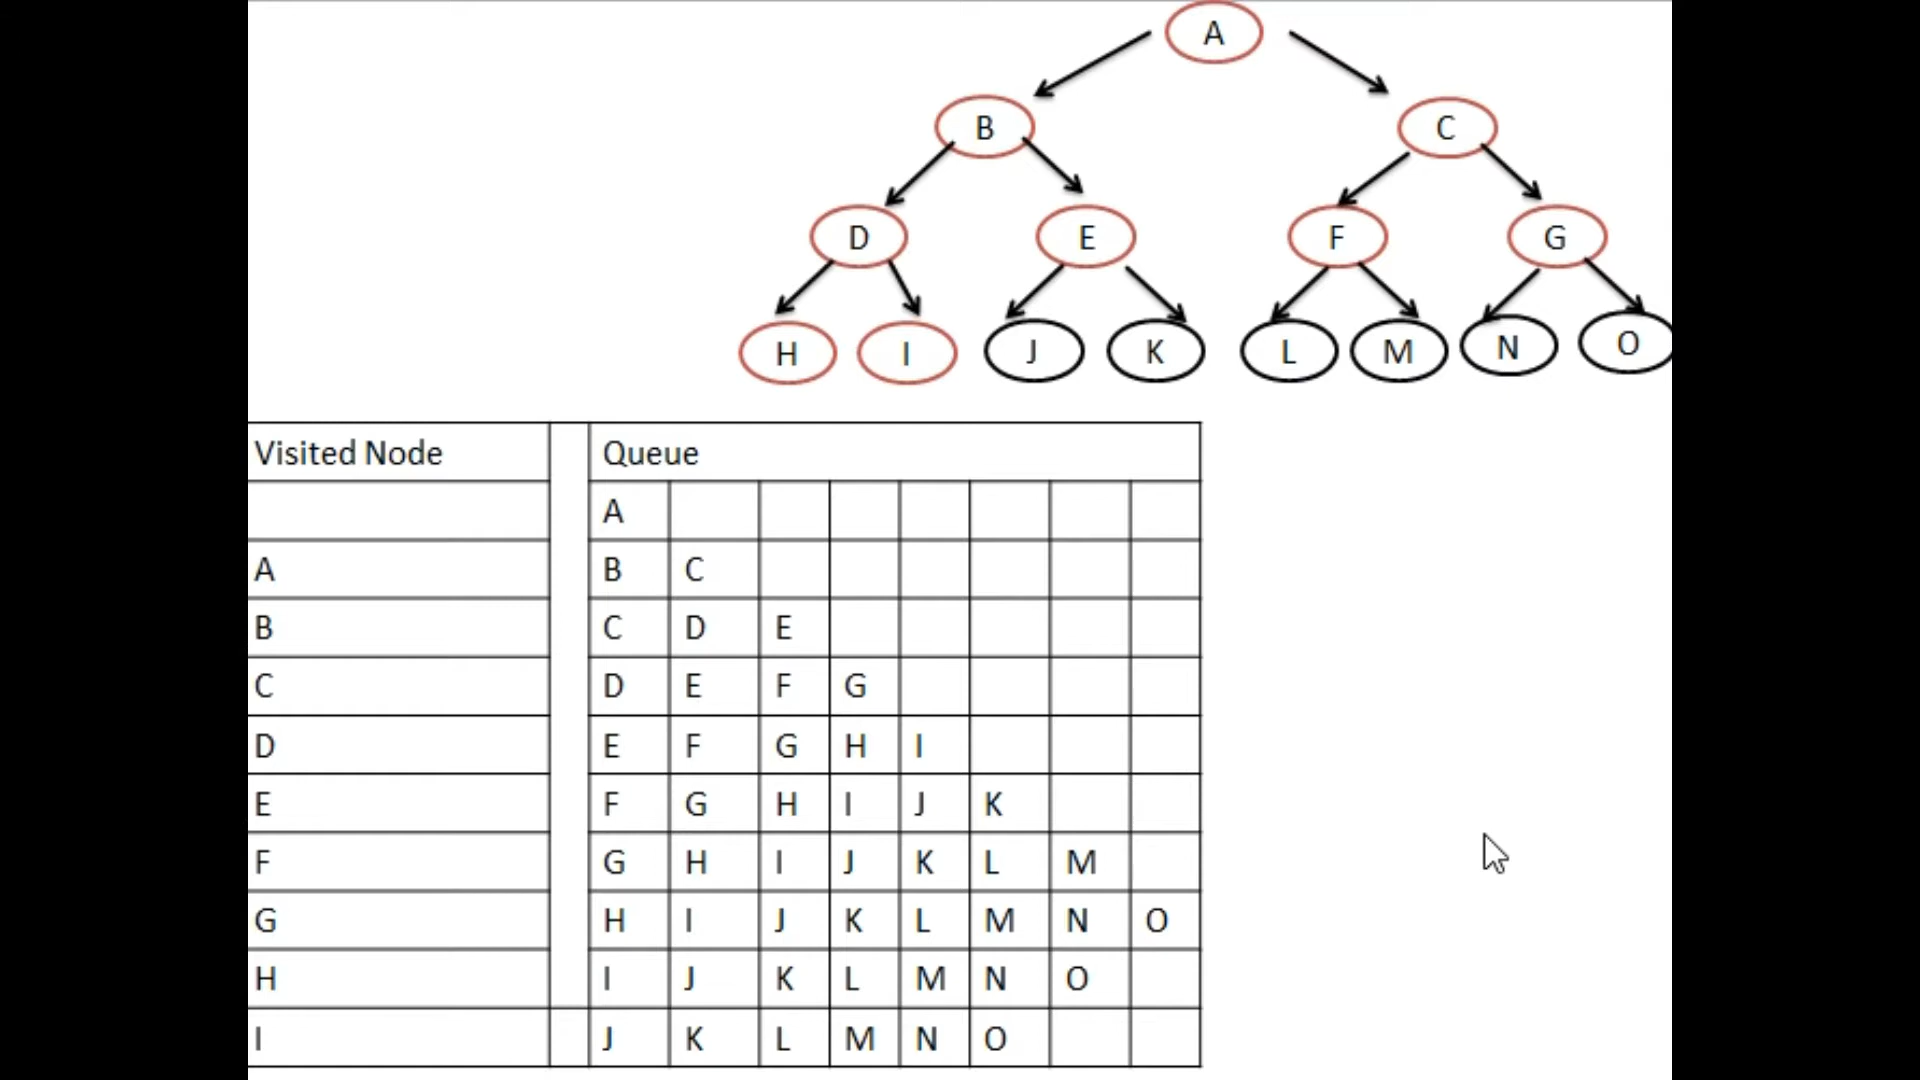 A
B C
D E F G
H I J K L M N O
Visited Node Queue
A
A B C
B C D E
C D E F G
D E F G H I
E F G H I J K
F G H I J K L M
G H I J K L M N O
H I J K L M N O
I J K L M N O